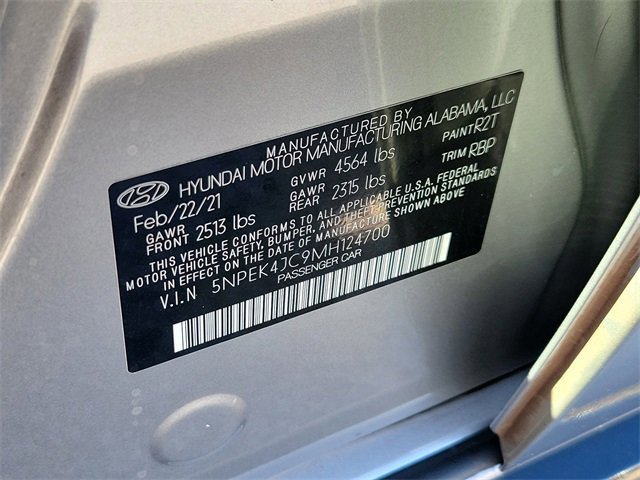 MANUFACTURED BY
HYUNDAI MOTOR MANUFACTURING ALABAMA, LLC
Feb/22/21 GVWR 4564 lbs PAINT R2T
GAWR FRONT 2513 lbs GAWR REAR 2315 lbs TRIM RBP
THIS VEHICLE CONFORMS TO ALL APPLICABLE U.S.A. FEDERAL
MOTOR VEHICLE SAFETY, BUMPER, AND THEFT PREVENTION STANDARDS
IN EFFECT ON THE DATE OF MANUFACTURE SHOWN ABOVE
V.I.N 5NPEK4JC9MH124700
PASSENGER CAR